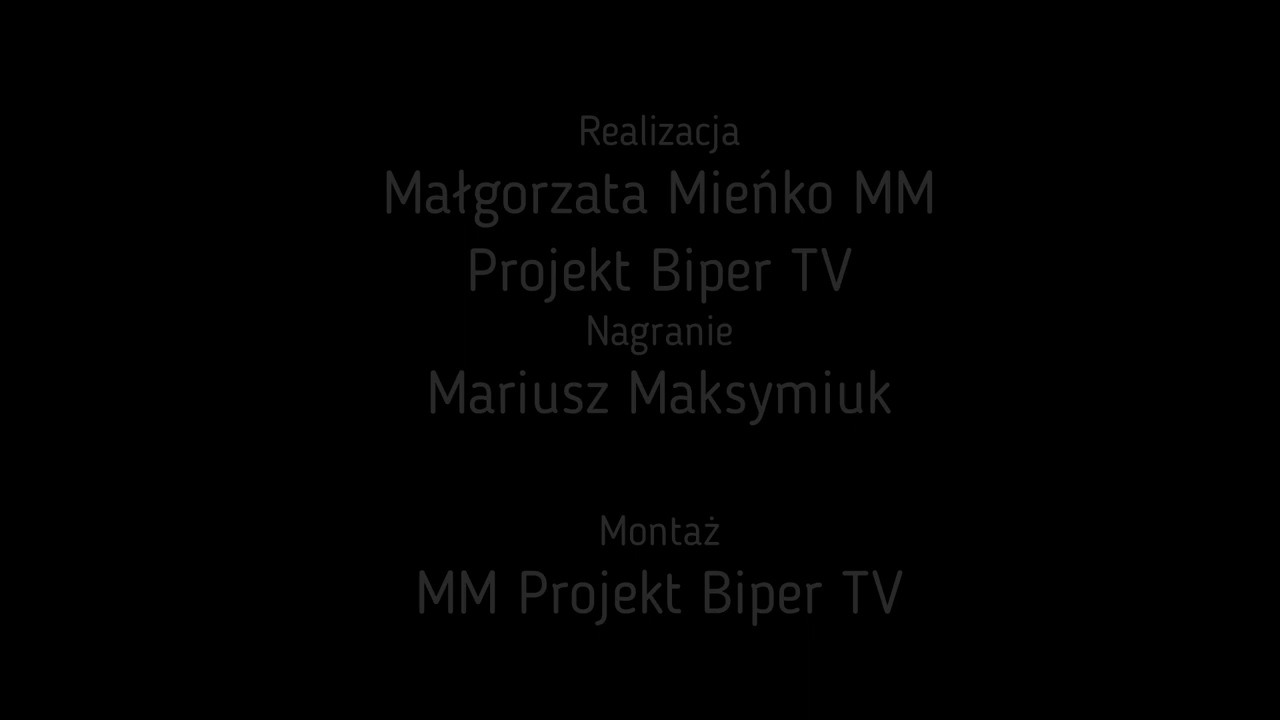 Realizacja
Małgorzata Mieńko MM
Projekt Biper TV
Nagranie
Mariusz Maksymiuk
Montaż
MM Projekt Biper TV